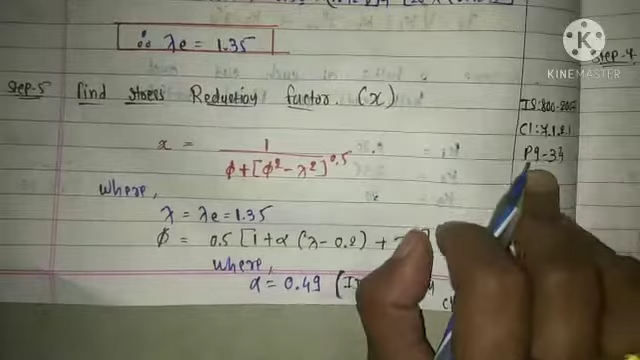 ∴ λe = 1.35
Step-4
KINEMASTER
Step-5 Find stress Reduction factor (x)
IS:800-2007
Cl:7.1.2.1
Pg-34
x = 1 / ϕ+[ϕ²-λ²]^0.5
where,
λ = λe = 1.35
ϕ = 0.5 [1+α (λ-0.2) +
where,
α = 0.49